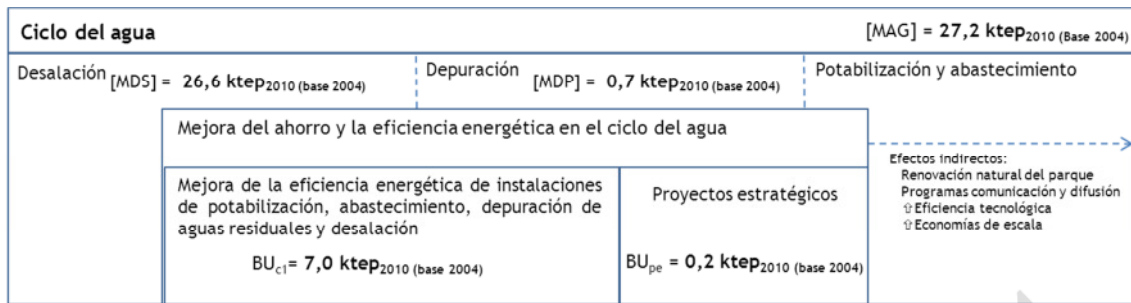 Ciclo del agua [MAG] = 27,2 ktep2010 (Base 2004)
Desalación [MDS] = 26,6 ktep2010 (base 2004) Depuración [MDP] = 0,7 ktep2010 (base 2004) Potabilización y abastecimiento
Mejora del ahorro y la eficiencia energética en el ciclo del agua
Mejora de la eficiencia energética de instalaciones
de potabilización, abastecimiento, depuración de
aguas residuales y desalación
BUc1= 7,0 ktep2010 (base 2004)
Proyectos estratégicos
BUpe = 0,2 ktep2010 (base 2004)
Efectos indirectos:
Renovación natural del parque
Programas comunicación y difusión
⇧Eficiencia tecnológica
⇧Economías de escala